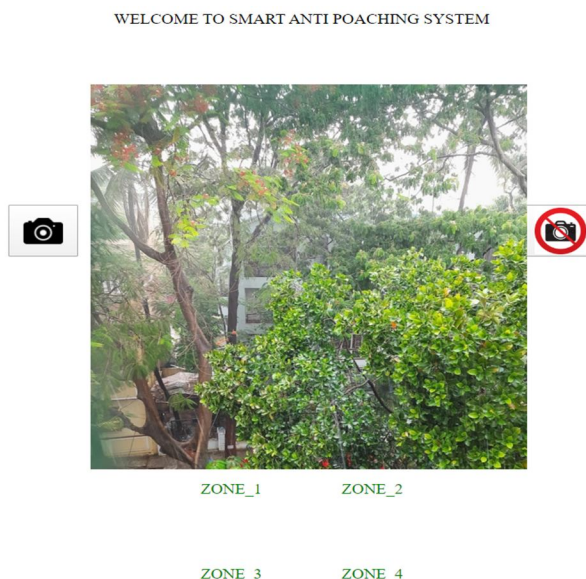 WELCOME TO SMART ANTI POACHING SYSTEM
ZONE_1 ZONE_2
ZONE_3 ZONE_4